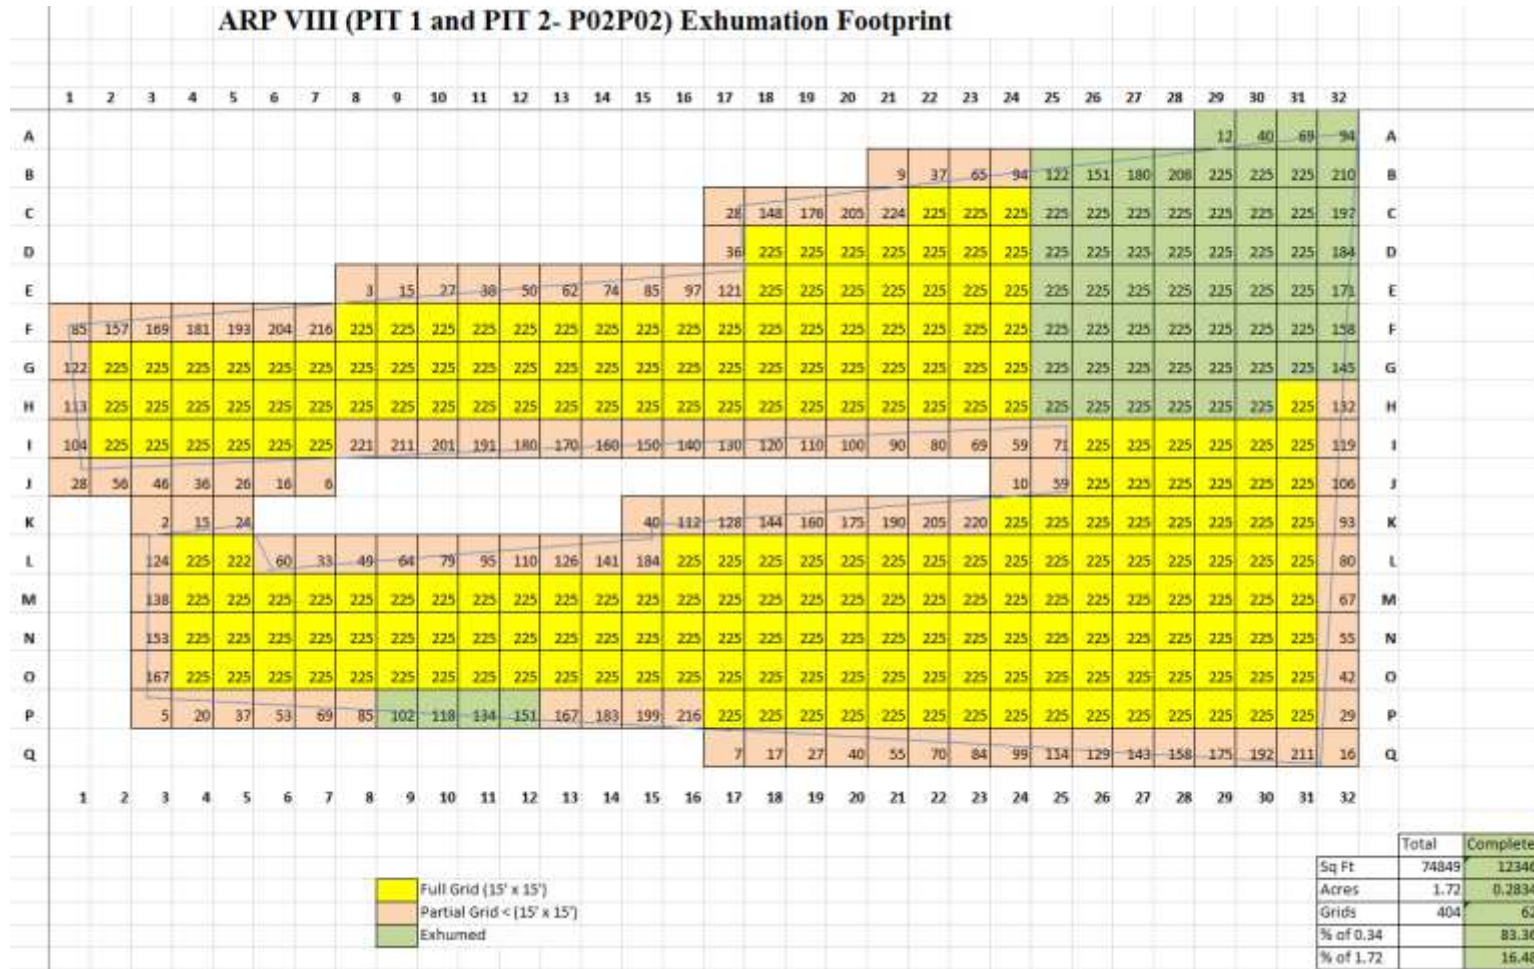 ARP VIII (PIT 1 and PIT 2- P02P02) Exhumation Footprint
1 2 3 4 5 6 7 8 9 10 11 12 13 14 15 16 17 18 19 20 21 22 23 24 25 26 27 28 29 30 31 32
A 12 40 69 94 A
B 9 37 65 94 122 151 180 208 225 225 225 210 B
C 28 148 176 205 224 225 225 225 225 225 225 225 225 225 225 197 C
D 36 225 225 225 225 225 225 225 225 225 225 225 225 225 225 184 D
E 3 15 27 38 50 62 74 85 97 121 225 225 225 225 225 225 225 225 225 225 225 225 225 225 171 E
F 85 157 169 181 193 204 216 225 225 225 225 225 225 225 225 225 225 225 225 225 225 225 225 225 225 225 225 225 225 225 225 158 F
G 122 225 225 225 225 225 225 225 225 225 225 225 225 225 225 225 225 225 225 225 225 225 225 225 225 225 225 225 225 225 225 145 G
H 113 225 225 225 225 225 225 225 225 225 225 225 225 225 225 225 225 225 225 225 225 225 225 225 225 225 225 225 225 225 225 132 H
I 104 225 225 225 225 225 225 221 211 201 191 180 170 160 150 140 130 120 110 100 90 80 69 59 71 225 225 225 225 225 225 119 I
J 28 56 46 36 26 16 6 10 59 225 225 225 225 225 225 106 J
K 2 15 24 40 112 128 144 160 175 190 205 220 225 225 225 225 225 225 225 225 93 K
L 124 225 222 60 33 49 64 79 95 110 126 141 184 225 225 225 225 225 225 225 225 225 225 225 225 225 225 225 225 80 L
M 138 225 225 225 225 225 225 225 225 225 225 225 225 225 225 225 225 225 225 225 225 225 225 225 225 225 225 225 225 67 M
N 153 225 225 225 225 225 225 225 225 225 225 225 225 225 225 225 225 225 225 225 225 225 225 225 225 225 225 225 225 55 N
O 167 225 225 225 225 225 225 225 225 225 225 225 225 225 225 225 225 225 225 225 225 225 225 225 225 225 225 225 225 42 O
P 5 20 37 53 69 85 102 118 134 151 167 183 199 216 225 225 225 225 225 225 225 225 225 225 225 225 225 225 225 29 P
Q 7 17 27 40 55 70 84 99 114 129 143 158 175 192 211 16 Q
1 2 3 4 5 6 7 8 9 10 11 12 13 14 15 16 17 18 19 20 21 22 23 24 25 26 27 28 29 30 31 32
Total Complete
Sq Ft 74849 12346
Acres 1.72 0.2834
Grids 404 62
% of 0.34 83.36
% of 1.72 16.48
Full Grid (15' x 15')
Partial Grid < (15' x 15')
Exhumed